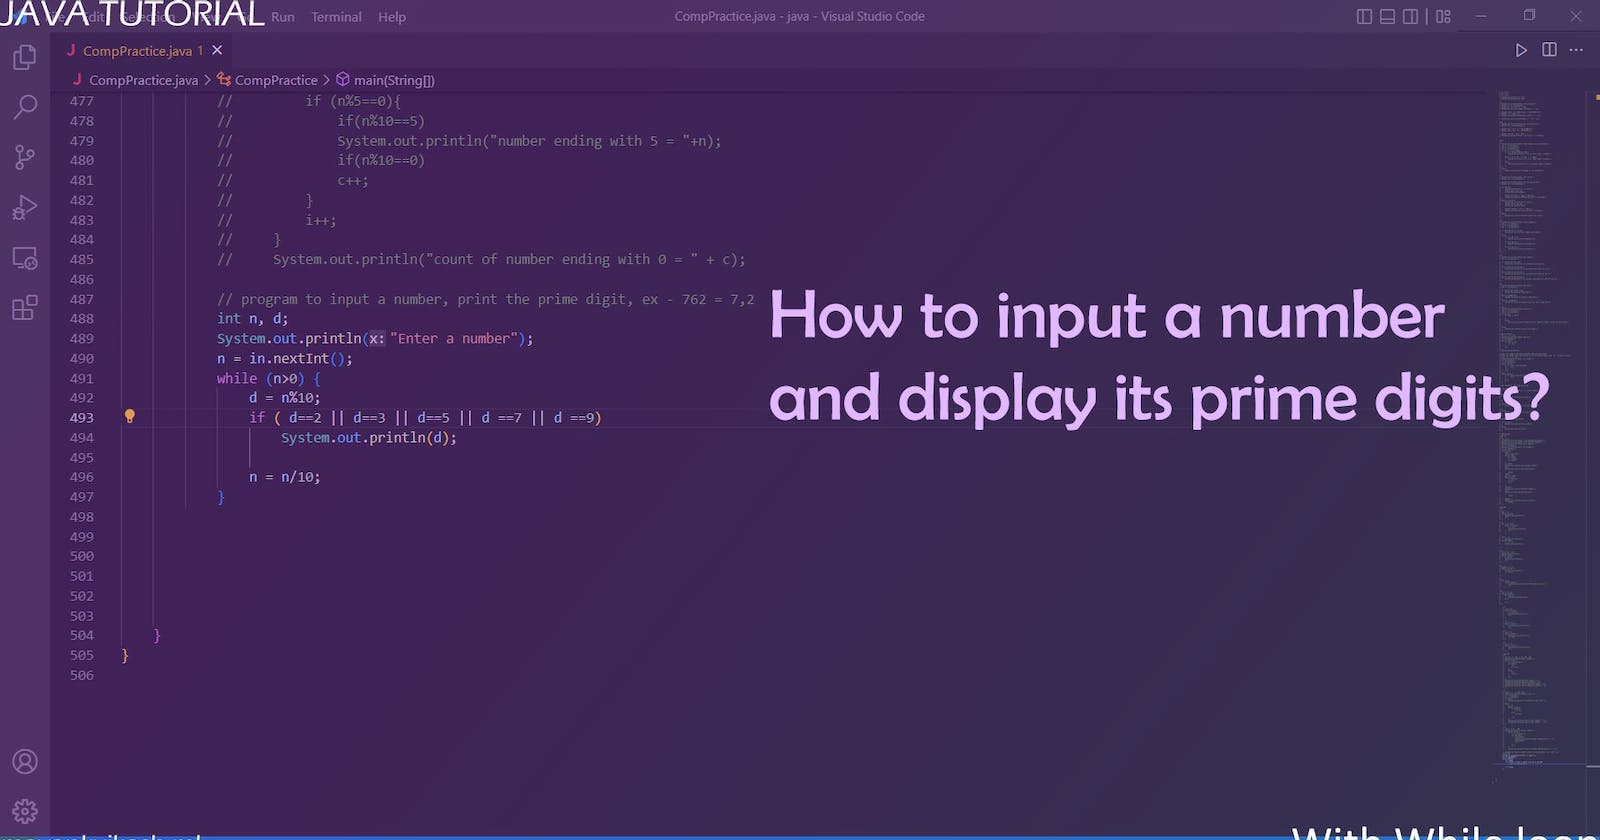 JAVA TUTORIAL
Selection
Run Terminal Help
CompPractice.java - java - Visual Studio Code
J CompPractice.java 1 ×
J CompPractice.java > CompPractice > main(String[])
477 // if (n%5==0){
478 // if(n%10==5)
479 // System.out.println("number ending with 5 = "+n);
480 // if(n%10==0)
481 // c++;
482 // }
483 // i++;
484 // }
485 // System.out.println("count of number ending with 0 = " + c);
486
487 // program to input a number, print the prime digit, ex - 762 = 7,2
488 int n, d;
489 System.out.println(x: "Enter a number");
490 n = in.nextInt();
491 while (n>0) {
492 d = n%10;
493 if ( d==2 || d==3 || d==5 || d ==7 || d ==9)
494 System.out.println(d);
495
496 n = n/10;
497 }
498
499
500
501
502
503
504 }
505 }
506
How to input a number
and display its prime digits?
With While loop